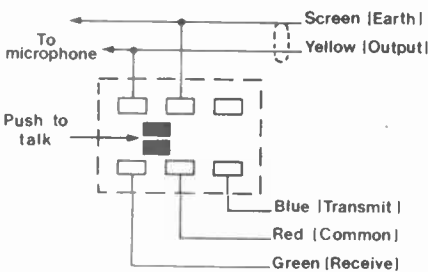 Screen |Earth|
To
microphone
Yellow |Output|
Push to
talk
Blue |Transmit|
Red |Common|
Green |Receive|